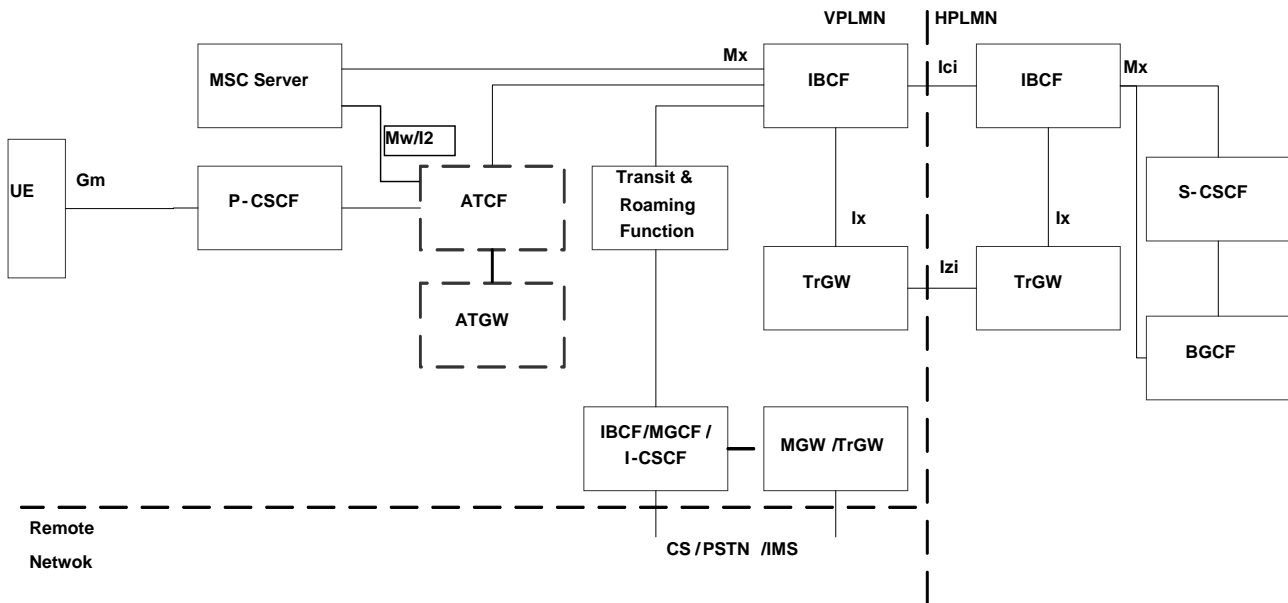 VPLMN
HPLMN
MSC Server
Mx
IBCF
Ici
IBCF
Mx
Mw/I2
UE
Gm
P-CSCF
ATCF
Transit &
Roaming
Function
S-CSCF
Ix
Ix
TrGW
Izi
TrGW
ATGW
BGCF
IBCF/MGCF /
I-CSCF
MGW /TrGW
Remote
Netwok
CS /PSTN /IMS